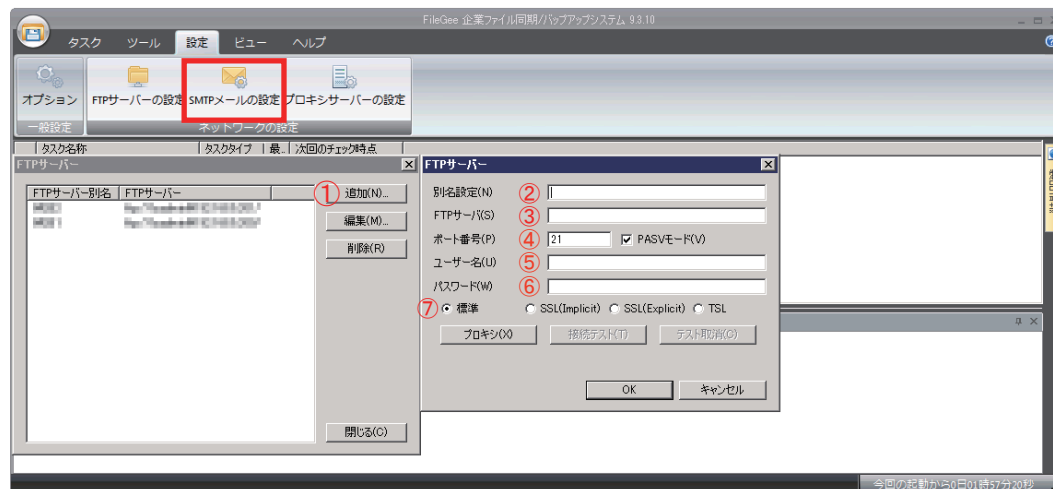 FileGee 企業ファイル同期/バップアップシステム 9.3.10
タスク ツール 設定 ビュー ヘルプ
オプション FTPサーバーの設定 SMTPメールの設定 プロキシサーバーの設定
一般設定 ネットワークの設定
タスク名称 タスクタイプ 最.. 次回のチェック時点
FTPサーバー
FTPサーバー別名 FTPサーバー
① 追加(N)...
編集(M)...
削除(R)
閉じる(C)
FTPサーバー
別名設定(N) ②
FTPサーバ(S) ③
ポート番号(P) ④ 21 PASVモード(V)
ユーザー名(U) ⑤
パスワード(W) ⑥
⑦ 標準 SSL(Implicit) SSL(Explicit) TSL
プロキシ(X) 接続テスト(T) テスト取消(C)
OK キャンセル
今回の起動から0日01時57分20秒